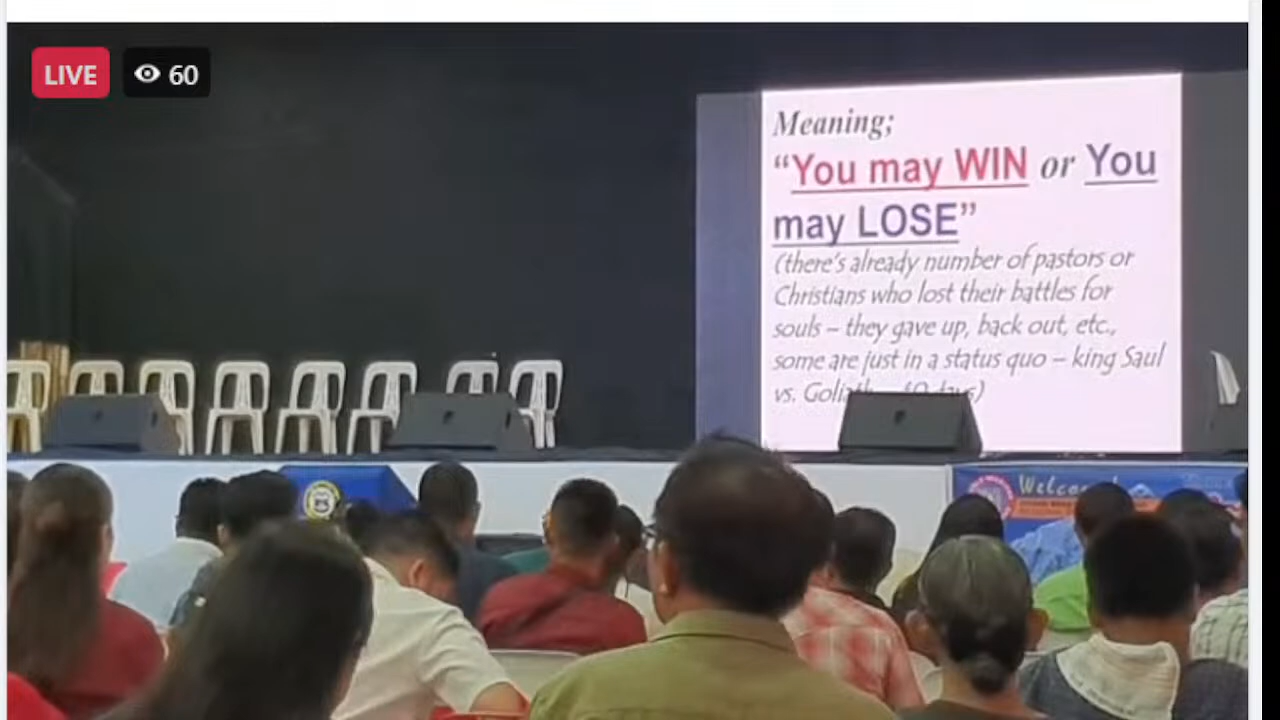 LIVE 60
Meaning;
“You may WIN or You
may LOSE”
(there's already number of pastors or
Christians who lost their battles for
souls – they gave up, back out, etc.,
some are just in a status quo – king Saul
vs.